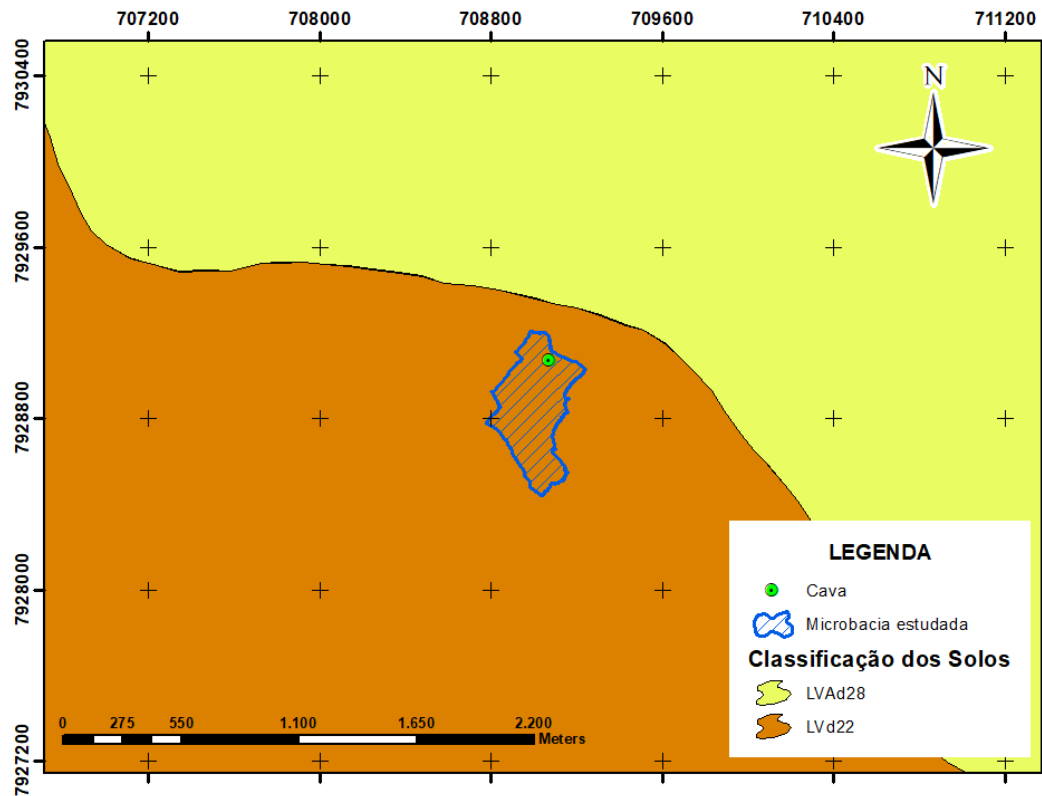 707200 708000 708800 709600 710400 711200
7930400
7929600
7928800
7928000
7927200
N
LEGENDA
Cava
Microbacia estudada
Classificação dos Solos
LVAd28
LVd22
0 275 550 1.100 1.650 2.200
Meters